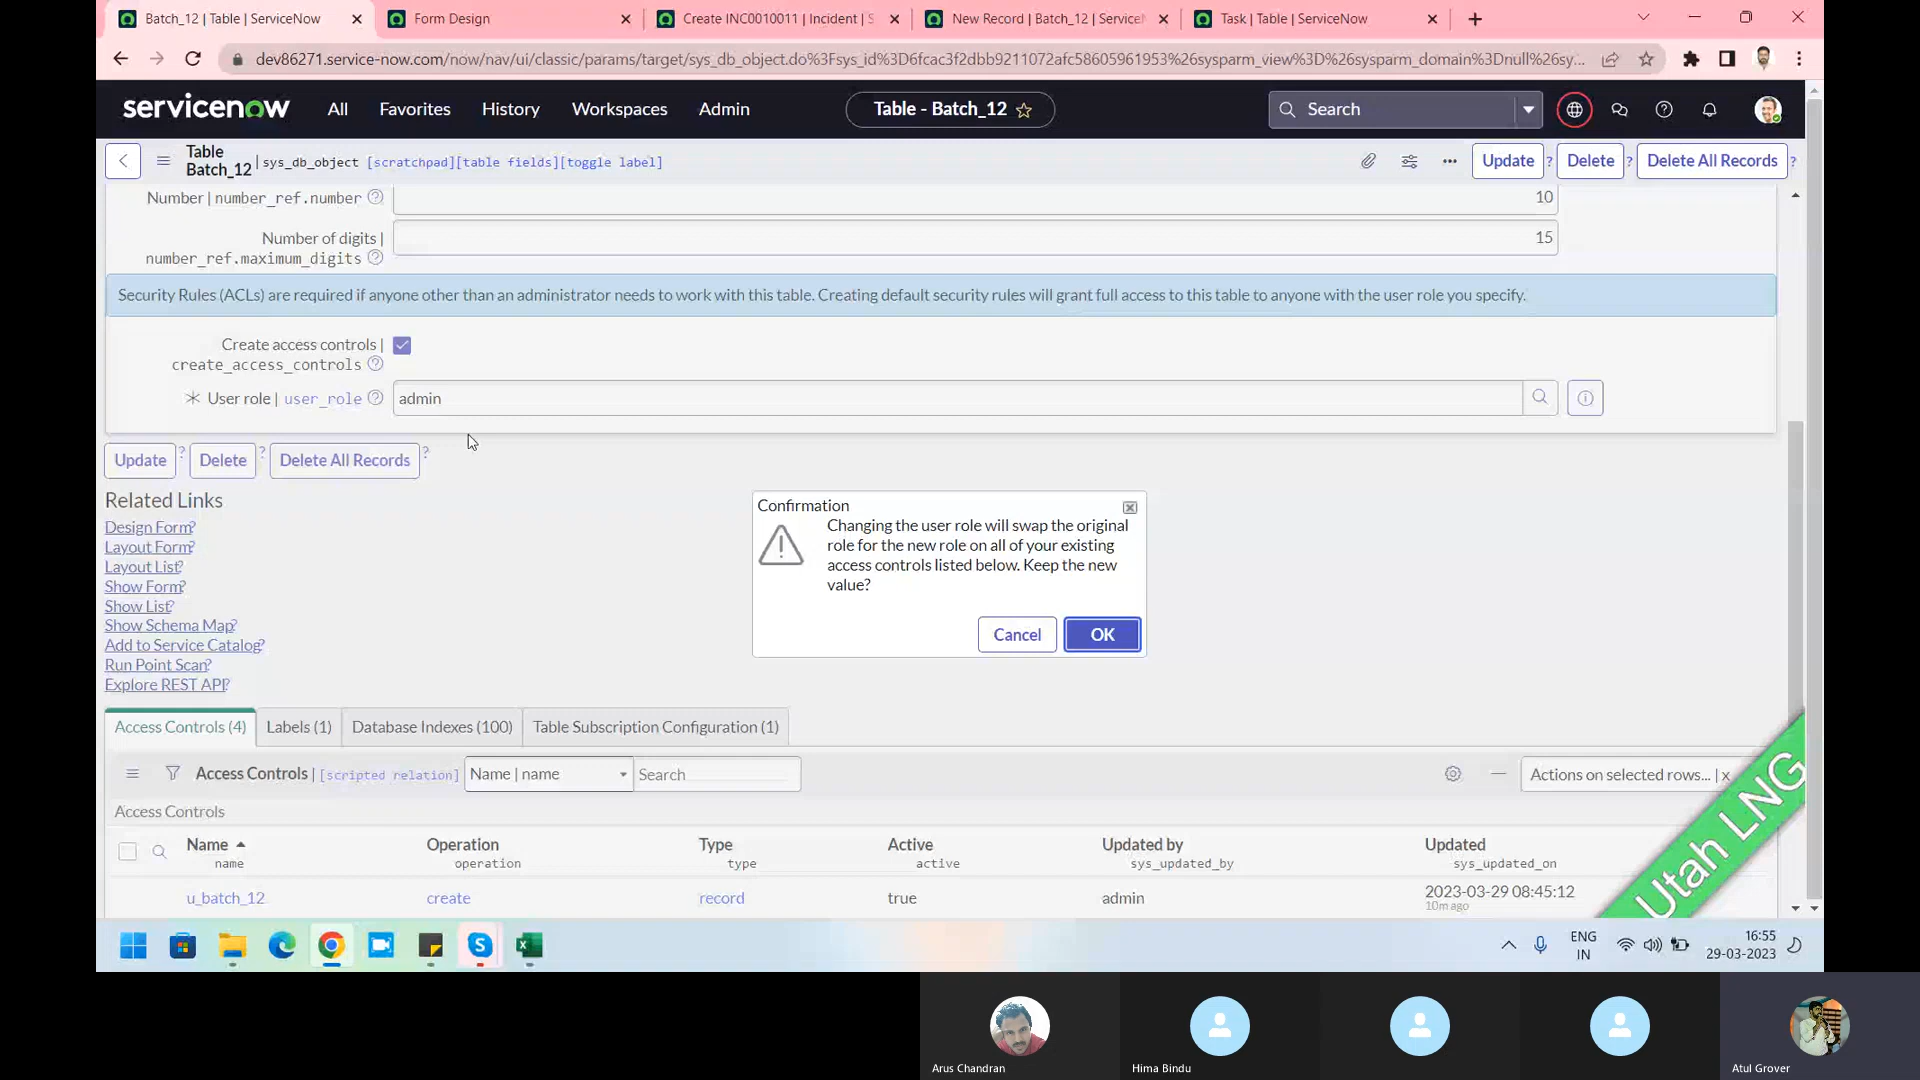 Batch_12 | Table | ServiceNow
Form Design
Create INC0010011 | Incident | S
New Record | Batch_12 | Service
Task | Table | ServiceNow
dev86271.service-now.com/now/nav/ui/classic/params/target/sys_db_object.do%3Fsys_id%3D6fcac3f2dbb9211072afc58605961953%26sysparm_view%3D%26sysparm_domain%3Dnull%26sy...
servicenow
All
Favorites
History
Workspaces
Admin
Table - Batch_12
Search
Table
Batch_12 | sys_db_object [scratchpad][table fields][toggle label]
Update ?
Delete ?
Delete All Records ?
Number | number_ref.number
10
Number of digits |
number_ref.maximum_digits
15
Security Rules (ACLs) are required if anyone other than an administrator needs to work with this table. Creating default security rules will grant full access to this table to anyone with the user role you specify.
Create access controls |
create_access_controls
User role | user_role
admin
Update ?
Delete ?
Delete All Records ?
Related Links
Design Form?
Layout Form?
Layout List?
Show Form?
Show List?
Show Schema Map?
Add to Service Catalog?
Run Point Scan?
Explore REST API?
Confirmation
Changing the user role will swap the original
role for the new role on all of your existing
access controls listed below. Keep the new
value?
Cancel
OK
Access Controls (4)
Labels (1)
Database Indexes (100)
Table Subscription Configuration (1)
Access Controls | [scripted relation]
Name | name
Search
Actions on selected rows... | x
Access Controls
Name
name
Operation
operation
Type
type
Active
active
Updated by
sys_updated_by
Updated
sys_updated_on
u_batch_12
create
record
true
admin
2023-03-29 08:45:12
10m ago
Utah LNG
ENG
IN
16:55
29-03-2023
Arus Chandran
Hima Bindu
Atul Grover